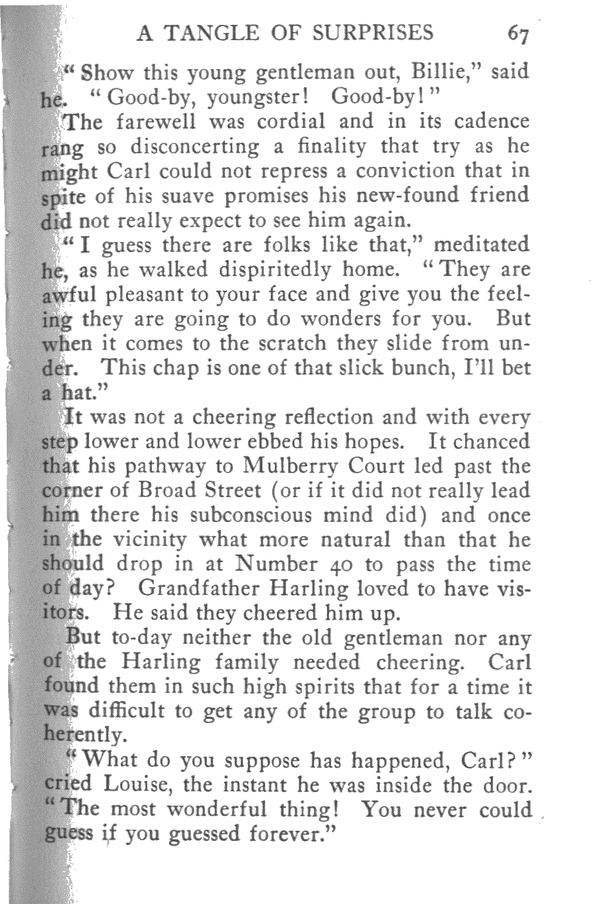 A TANGLE OF SURPRISES 67
“ Show this young gentleman out, Billie,” said
he. “ Good-by, youngster! Good-by! ”
The farewell was cordial and in its cadence
rang so disconcerting a finality that try as he
might Carl could not repress a conviction that in
spite of his suave promises his new-found friend
did not really expect to see him again.
“ I guess there are folks like that,” meditated
he, as he walked dispiritedly home. “ They are
awful pleasant to your face and give you the feel-
ing they are going to do wonders for you. But
when it comes to the scratch they slide from un-
der. This chap is one of that slick bunch, I’ll bet
a hat.”
It was not a cheering reflection and with every
step lower and lower ebbed his hopes. It chanced
that his pathway to Mulberry Court led past the
corner of Broad Street (or if it did not really lead
him there his subconscious mind did) and once
in the vicinity what more natural than that he
should drop in at Number 40 to pass the time
of day? Grandfather Harling loved to have vis-
itors. He said they cheered him up.
But to-day neither the old gentleman nor any
of the Harling family needed cheering. Carl
found them in such high spirits that for a time it
was difficult to get any of the group to talk co-
herently.
“ What do you suppose has happened, Carl? ”
cried Louise, the instant he was inside the door.
“ The most wonderful thing! You never could
guess if you guessed forever.”